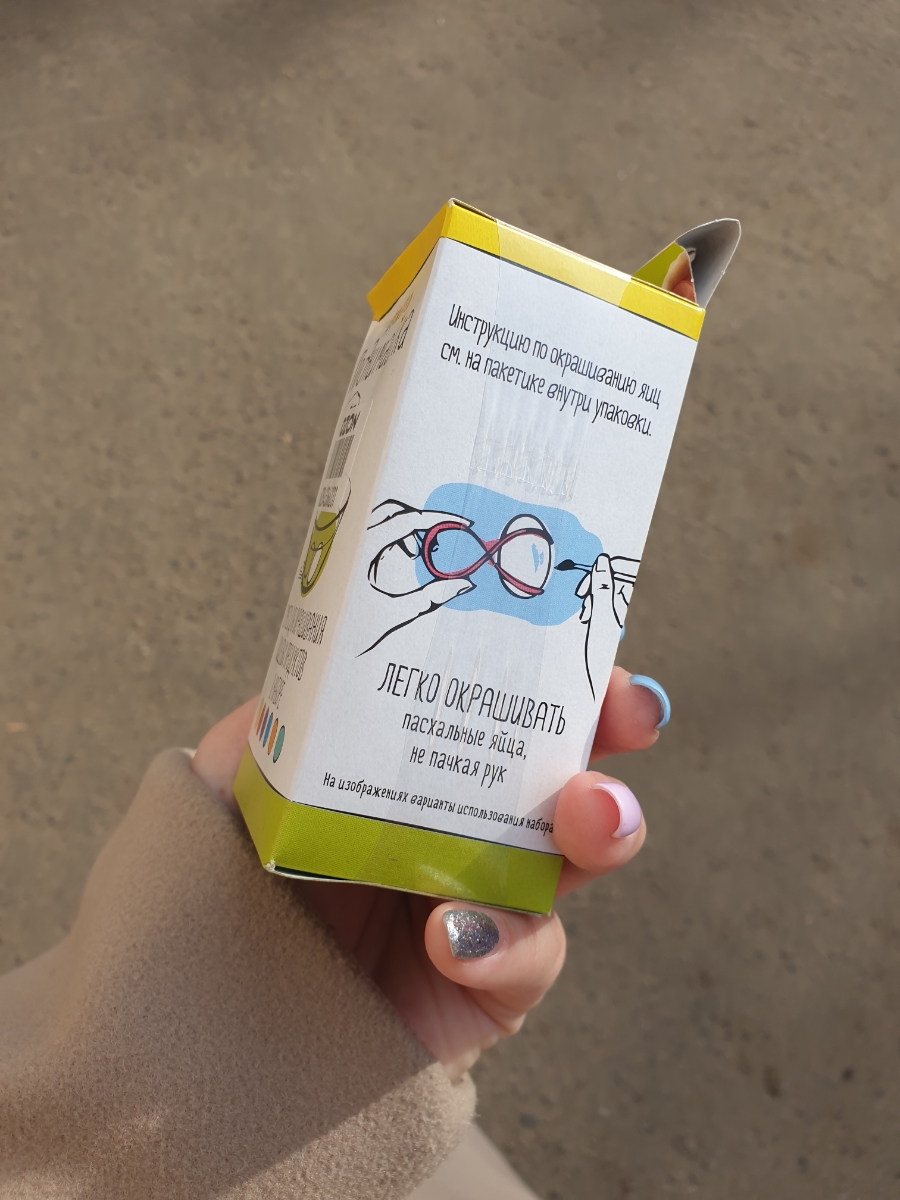 Инструкцию по окрашиванию яиц
см. на пакетике внутри упаковки.
ЛЕГКО ОКРАШИВАТЬ
пасхальные яйца,
не пачкая рук
На изображениях варианты использования набора